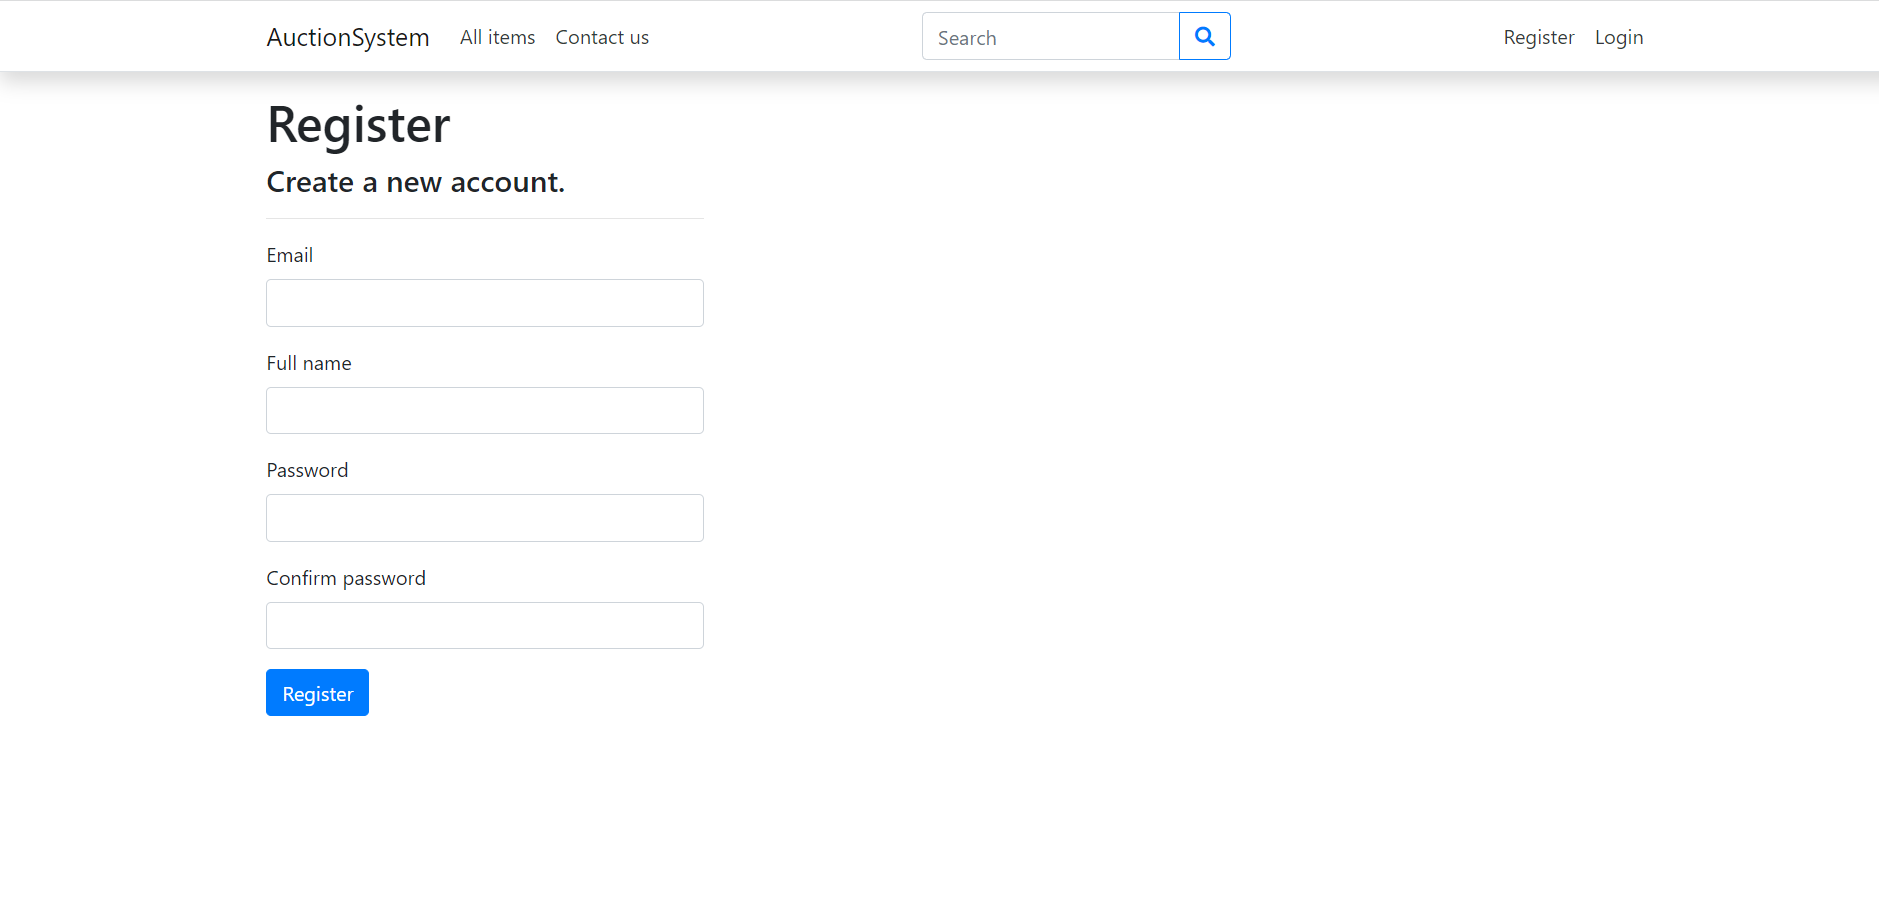 AuctionSystem All items Contact us Search Register Login
Register
Create a new account.
Email
Full name
Password
Confirm password
Register